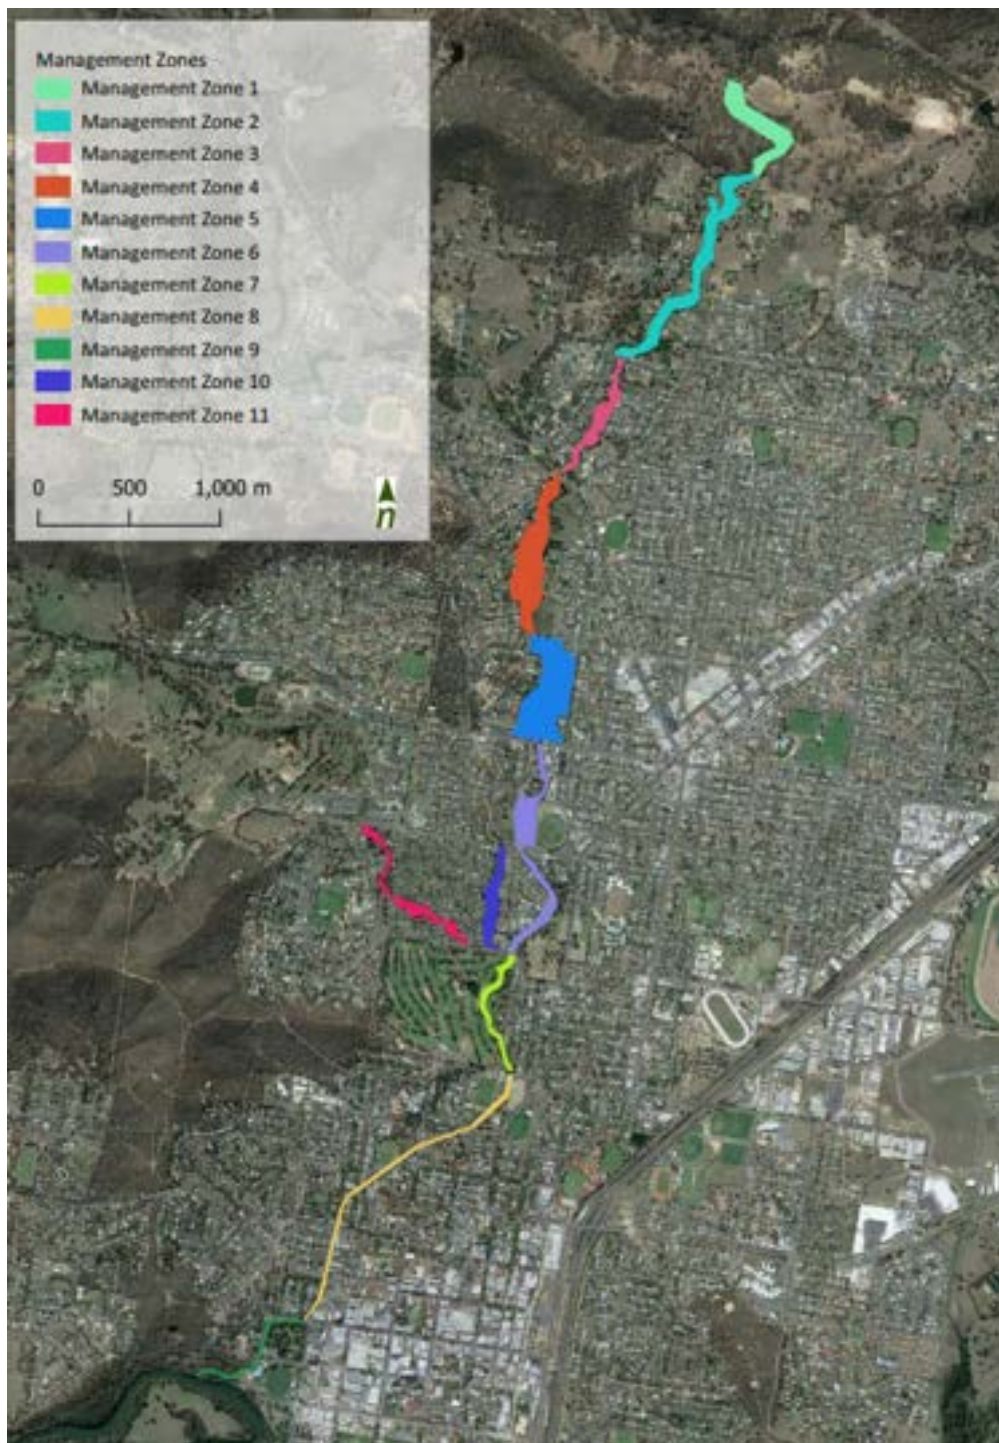 Management Zones
Management Zone 1
Management Zone 2
Management Zone 3
Management Zone 4
Management Zone 5
Management Zone 6
Management Zone 7
Management Zone 8
Management Zone 9
Management Zone 10
Management Zone 11
0 500 1,000 m
n